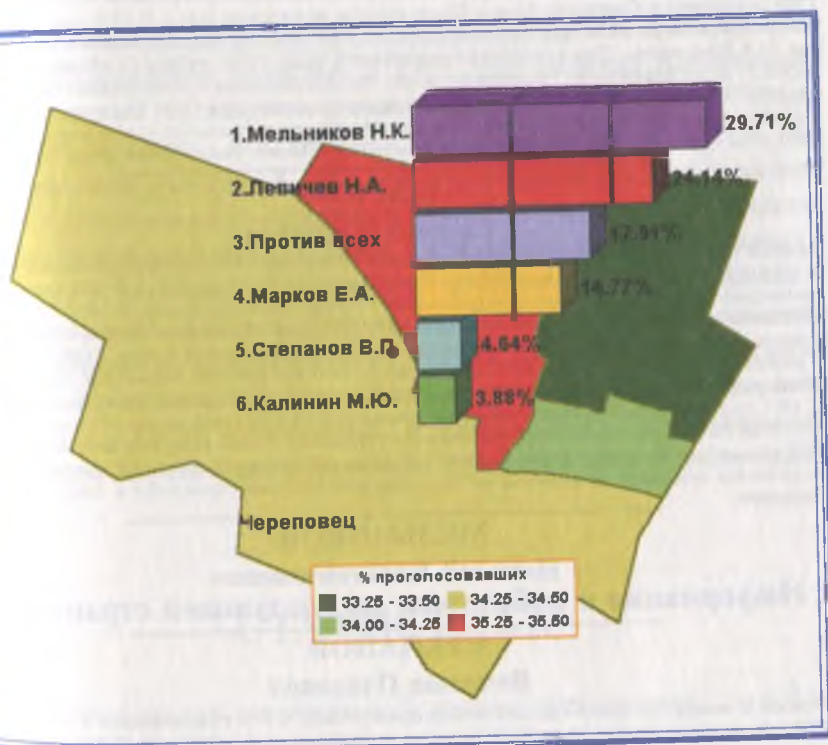 1.Мельников Н.К. 29.71%
2.Лепичев Н.А. 24.14%
3.Против всех 17.91%
4.Марков Е.А. 14.77%
5.Степанов В.П. 4.64%
6.Калинин М.Ю. 3.88%
Череповец
% проголосовавших
33.25 - 33.50 34.25 - 34.50
34.00 - 34.25 35.25 - 35.50